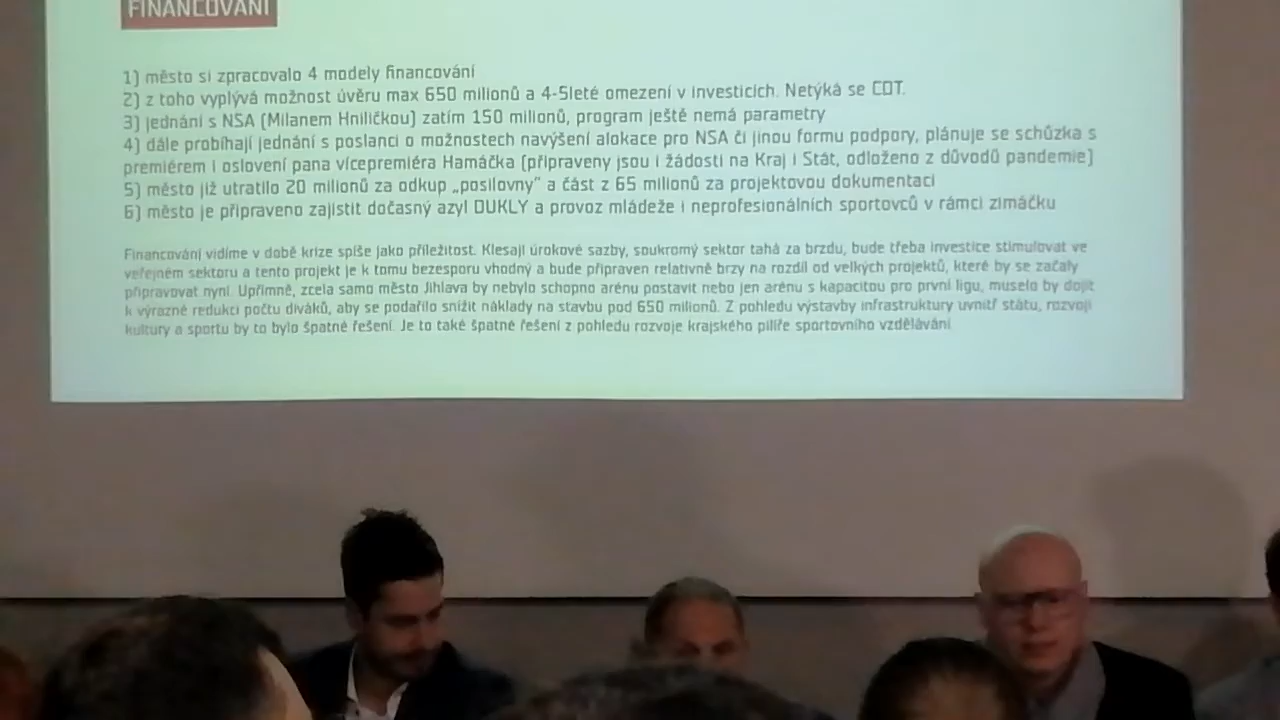 FINANCOVÁNÍ
1) město si zpracovalo 4 modely financování
2) z toho vyplývá možnost úvěru max 650 milionů a 4-5leté omezení v investicích. Netýká se CDT.
3) jednání s NSA (Milanem Hniličkou) zatím 150 milionů, program ještě nemá parametry
4) dále probíhají jednání s poslanci o možnostech navýšení alokace pro NSA či jinou formu podpory, plánuje se schůzka s
premiérem i oslovení pana vícepremiéra Hamáčka (připraveny jsou i žádosti na Kraj i Stát, odloženo z důvodů pandemie)
5) město již utratilo 20 milionů za odkup „posilovny“ a část z 65 milionů za projektovou dokumentaci
6) město je připraveno zajistit dočasný azyl DUKLY a provoz mládeže i neprofesionálních sportovců v rámci zimáčku
Financování vidíme v době krize spíše jako příležitost. Klesají úrokové sazby, soukromý sektor tahá za brzdu, bude třeba investice stimulovat ve
veřejném sektoru a tento projekt je k tomu bezesporu vhodný a bude připraven relativně brzy na rozdíl od velkých projektů, které by se začaly
připravovat nyní. Upřímně, zcela samo město Jihlava by nebylo schopno arénu postavit nebo jen arénu s kapacitou pro první ligu, muselo by dojít
k výrazné redukci počtu diváků, aby se podařilo snížit náklady na stavbu pod 650 milionů. Z pohledu výstavby infrastruktury uvnitř státu, rozvoji
kultury a sportu by to bylo špatné řešení. Je to také špatné řešení z pohledu rozvoje krajského pilíře sportovního vzdělávání.